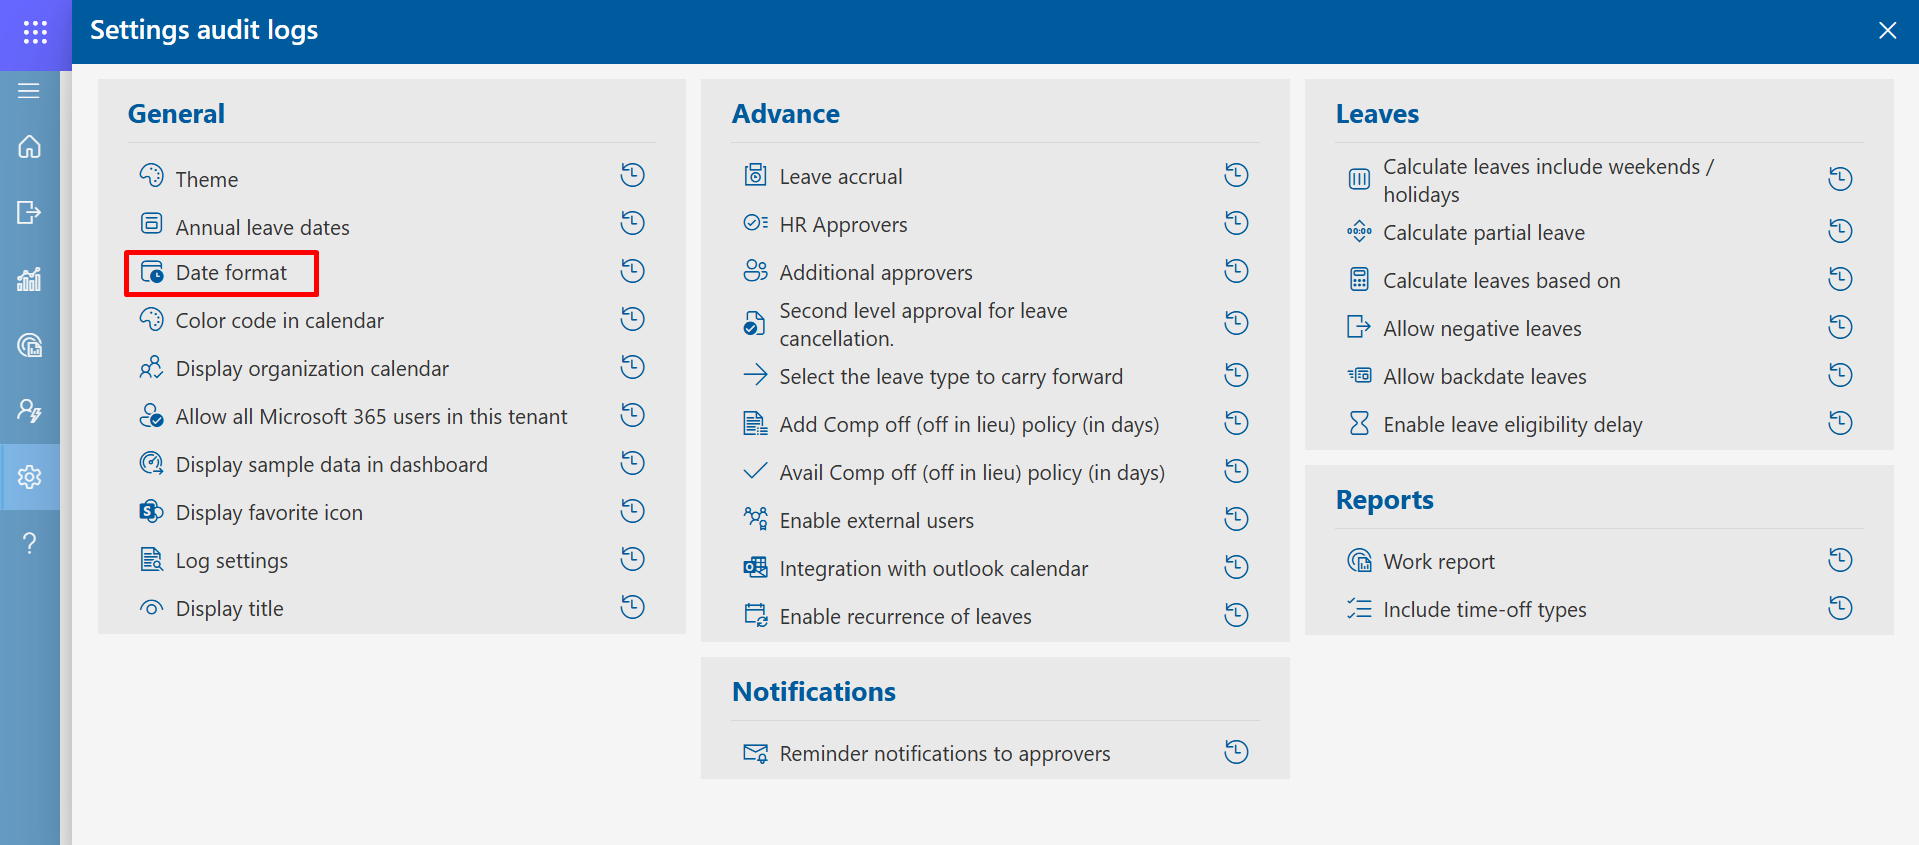 Settings audit logs
General
Theme
Annual leave dates
Date format
Color code in calendar
Display organization calendar
Allow all Microsoft 365 users in this tenant
Display sample data in dashboard
Display favorite icon
Log settings
Display title
Advance
Leave accrual
HR Approvers
Additional approvers
Second level approval for leave
cancellation.
Select the leave type to carry forward
Add Comp off (off in lieu) policy (in days)
Avail Comp off (off in lieu) policy (in days)
Enable external users
Integration with outlook calendar
Enable recurrence of leaves
Notifications
Reminder notifications to approvers
Leaves
Calculate leaves include weekends /
holidays
00:00
Calculate partial leave
Calculate leaves based on
Allow negative leaves
Allow backdate leaves
Enable leave eligibility delay
Reports
Work report
Include time-off types